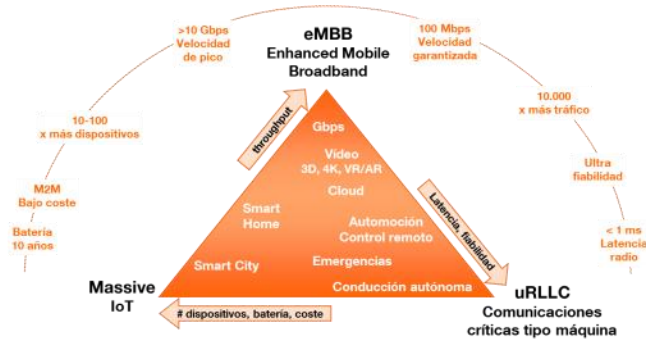 >10 Gbps
Velocidad
de pico
eMBB
Enhanced Mobile
Broadband
100 Mbps
Velocidad
garantizada
10-100
x más dispositivos
10.000
x más tráfico
M2M
Bajo coste
Ultra
fiabilidad
Batería
10 años
< 1 ms
Latencia
radio
throughput
Gbps
Vídeo
3D, 4K, VR/AR
Cloud
Smart
Home
Automoción
Control remoto
Latencia, fiabilidad
Smart City
Emergencias
Conducción autónoma
Massive
IoT
# dispositivos, batería, coste
uRLLC
Comunicaciones
críticas tipo máquina